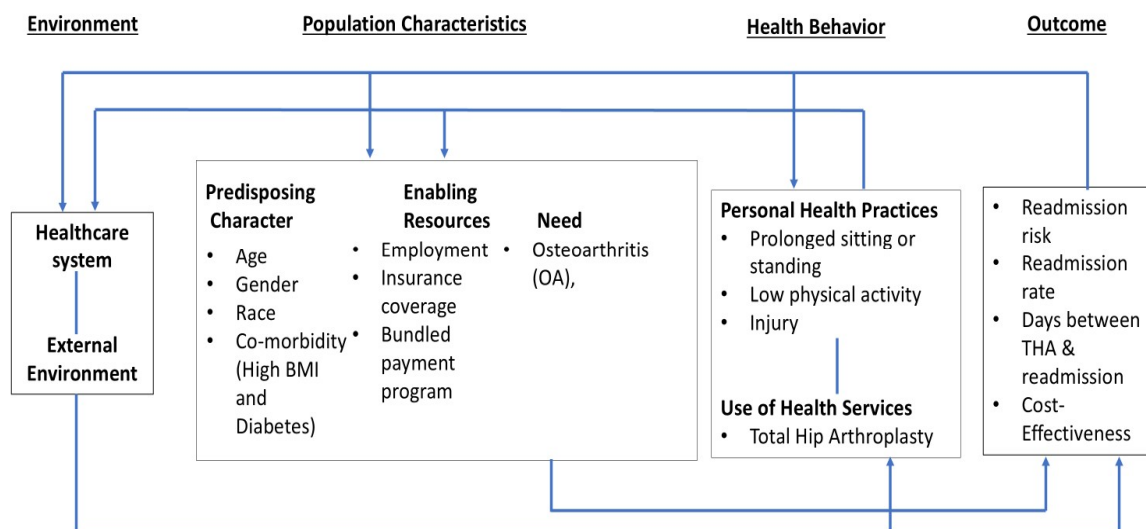 Environment
Population Characteristics
Health Behavior
Outcome
Healthcare
system
External
Environment
Predisposing
Character
• Age
• Gender
• Race
• Co-morbidity
(High BMI
and
Diabetes)
Enabling
Resources
• Employment
• Insurance
coverage
• Bundled
payment
program
Need
• Osteoarthritis
(OA),
Personal Health Practices
• Prolonged sitting or
standing
• Low physical activity
• Injury
Use of Health Services
• Total Hip Arthroplasty
• Readmission
risk
• Readmission
rate
• Days between
THA &
readmission
• Cost-
Effectiveness